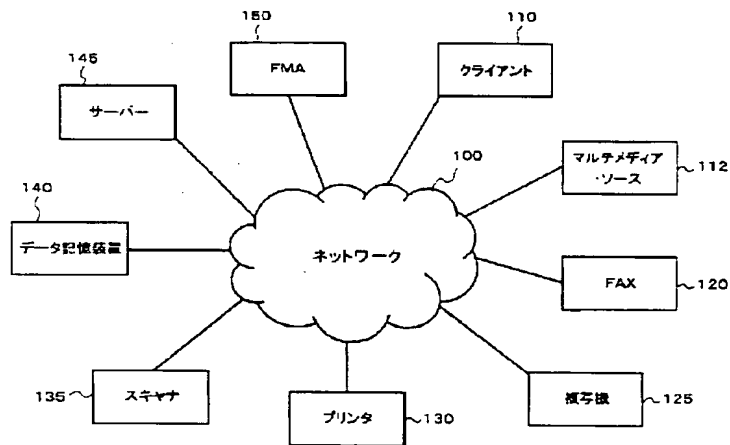 150
110
FMA
クライアント
145
サーバー
100
マルチメディア
・ソース
112
140
データ記憶装置
ネットワーク
FAX
120
135
スキャナ
プリンタ
130
複写機
125